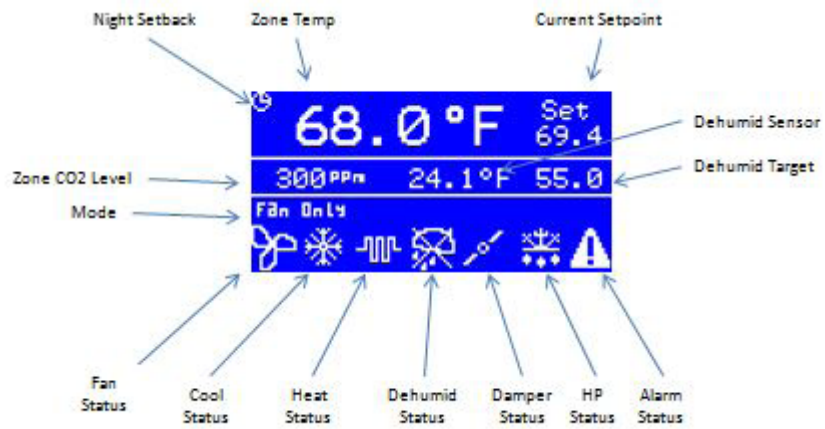 Night Setback
Zone Temp
Current Setpoint
68.0°F
Set
69.4
Dehumid Sensor
Zone CO2 Level
300 PPm
24.1°F
55.0
Dehumid Target
Mode
Fan Only
Fan
Status
Cool
Status
Heat
Status
Dehumid
Status
Damper
Status
HP
Status
Alarm
Status